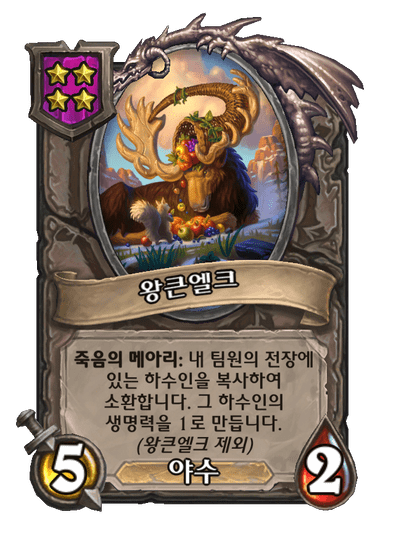 왕큰엘크
죽음의 메아리: 내 팀원의 전장에
있는 하수인을 복사하여
소환합니다. 그 하수인의
생명력을 1로 만듭니다.
(왕큰엘크 제외)
5
야수
2